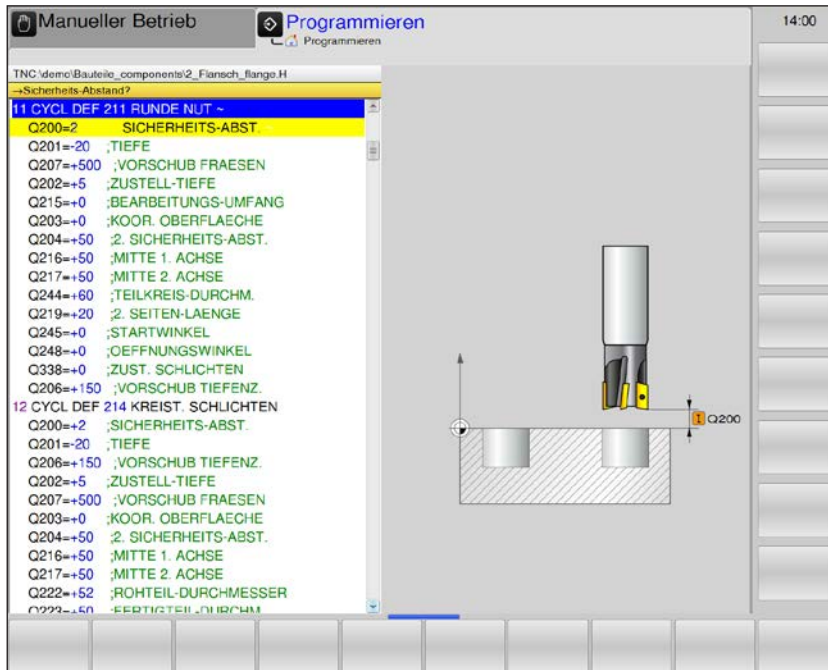 Manueller Betrieb
Programmieren
Programmieren
14:00
TNC:\demo\Bauteile_components\2_Flansch_flange.H
→Sicherheits-Abstand?
11 CYCL DEF 211 RUNDE NUT ~
Q200=2 SICHERHEITS-ABST. ~
Q201=-20 ;TIEFE
Q207=+500 ;VORSCHUB FRAESEN
Q202=+5 ;ZUSTELL-TIEFE
Q215=+0 ;BEARBEITUNGS-UMFANG
Q203=+0 ;KOOR. OBERFLAECHE
Q204=+50 ;2. SICHERHEITS-ABST.
Q216=+50 ;MITTE 1. ACHSE
Q217=+50 ;MITTE 2. ACHSE
Q244=+60 ;TEILKREIS-DURCHM.
Q219=+20 ;2. SEITEN-LAENGE
Q245=+0 ;STARTWINKEL
Q248=+0 ;OEFFNUNGSWINKEL
Q338=+0 ;ZUST. SCHLICHTEN
Q206=+150 ;VORSCHUB TIEFENZ.
12 CYCL DEF 214 KREIST. SCHLICHTEN
Q200=+2 ;SICHERHEITS-ABST.
Q201=-20 ;TIEFE
Q206=+150 ;VORSCHUB TIEFENZ.
Q202=+5 ;ZUSTELL-TIEFE
Q207=+500 ;VORSCHUB FRAESEN
Q203=+0 ;KOOR. OBERFLAECHE
Q204=+50 ;2. SICHERHEITS-ABST.
Q216=+50 ;MITTE 1. ACHSE
Q217=+50 ;MITTE 2. ACHSE
Q222=+52 ;ROHTEIL-DURCHMESSER
Q223=+50 ;FERTIGTEIL-DURCHM.
Q200